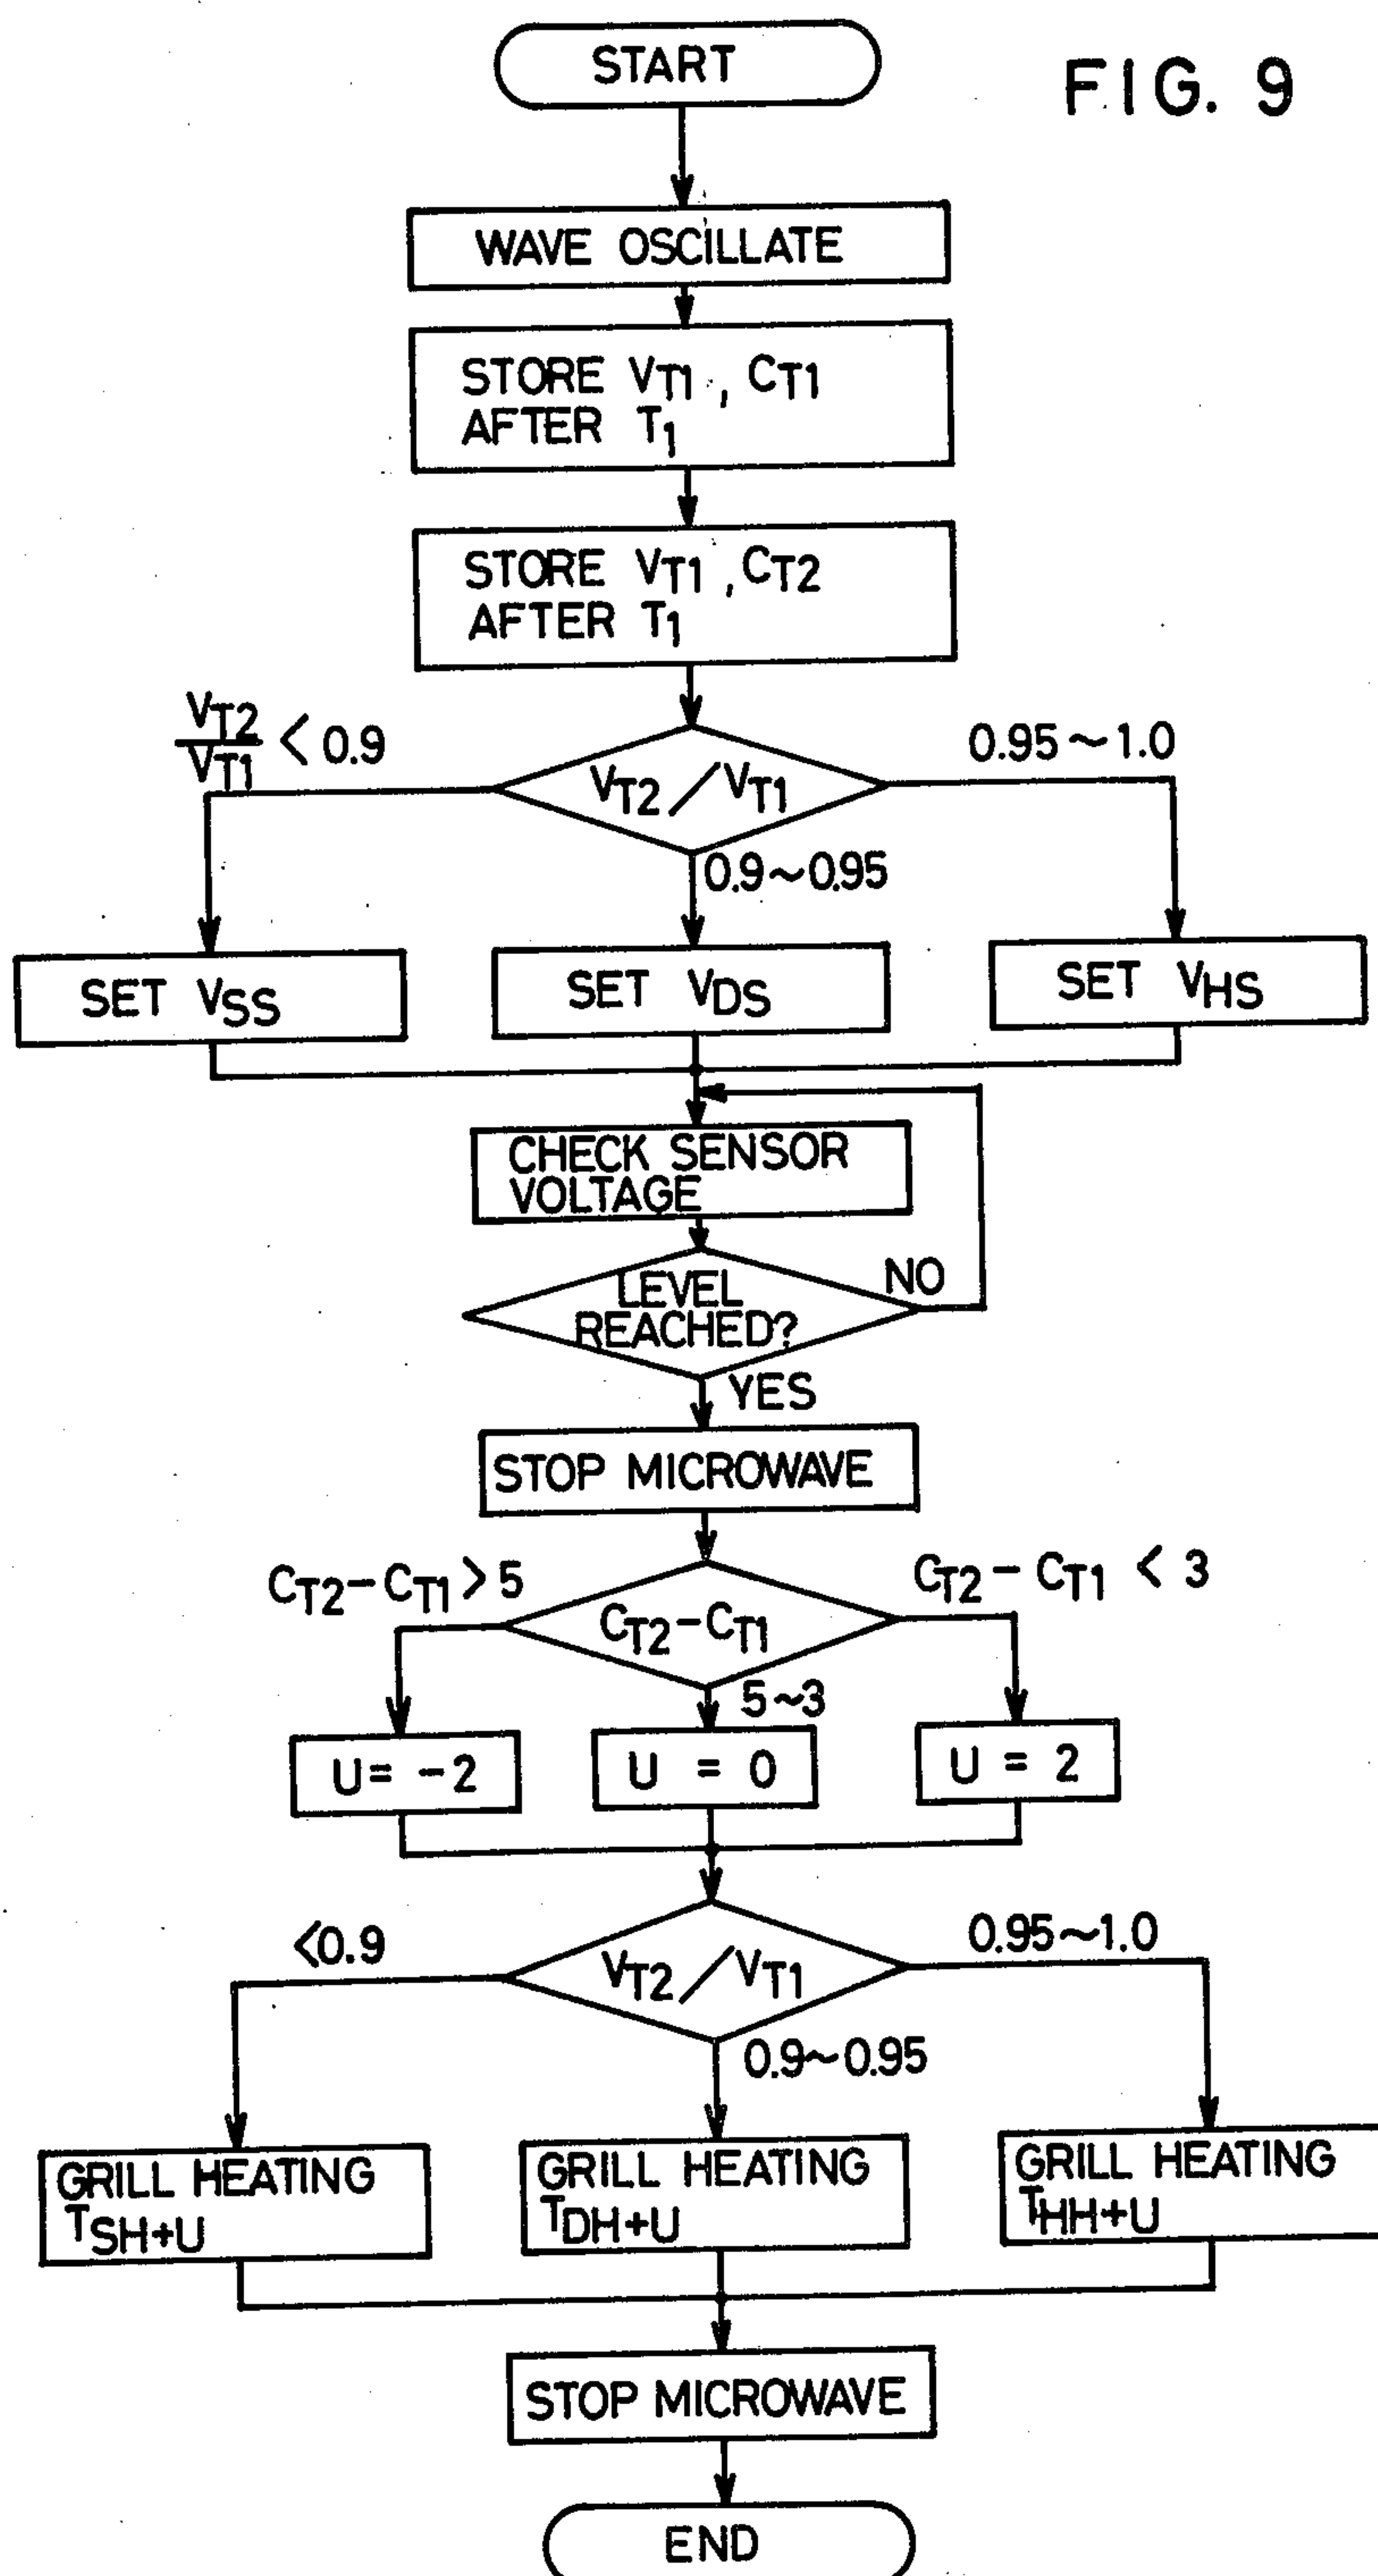 START
FIG. 9
WAVE OSCILLATE
STORE VT1, CT1
AFTER T1
STORE VT1, CT2
AFTER T1
VT2/VT1 < 0.9
VT2/VT1
0.95~1.0
0.9~0.95
SET VSS
SET VDS
SET VHS
CHECK SENSOR
VOLTAGE
LEVEL
REACHED?
NO
YES
STOP MICROWAVE
CT2-CT1>5
CT2-CT1
CT2-CT1 < 3
5~3
U= -2
U = 0
U = 2
<0.9
VT2/VT1
0.95~1.0
0.9~0.95
GRILL HEATING
TSH+U
GRILL HEATING
TDH+U
GRILL HEATING
THH+U
STOP MICROWAVE
END